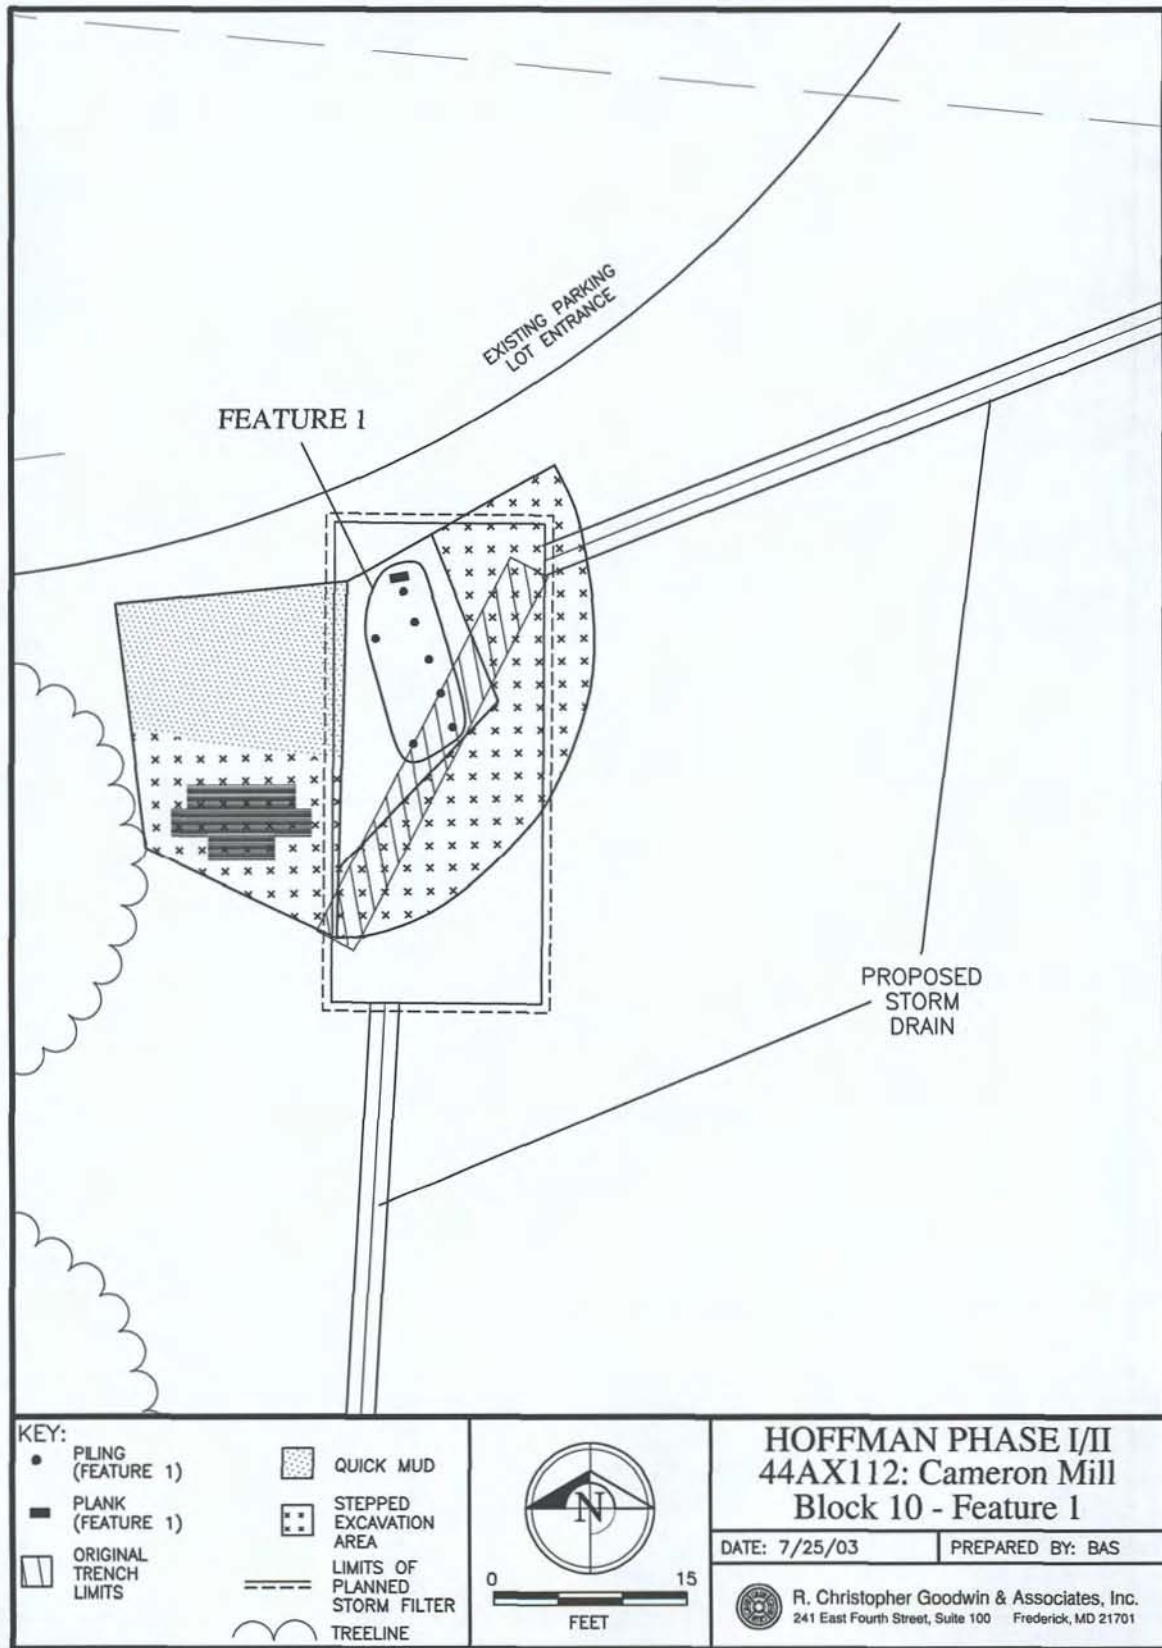 EXISTING PARKING
LOT ENTRANCE
FEATURE 1
PROPOSED
STORM
DRAIN
KEY:
PILING
(FEATURE 1)
PLANK
(FEATURE 1)
ORIGINAL
TRENCH
LIMITS
QUICK MUD
STEPPED
EXCAVATION
AREA
LIMITS OF
PLANNED
STORM FILTER
TREELINE
N
0 15
FEET
HOFFMAN PHASE I/II
44AX112: Cameron Mill
Block 10 - Feature 1
DATE: 7/25/03
PREPARED BY: BAS
R. Christopher Goodwin & Associates, Inc.
241 East Fourth Street, Suite 100 Frederick, MD 21701